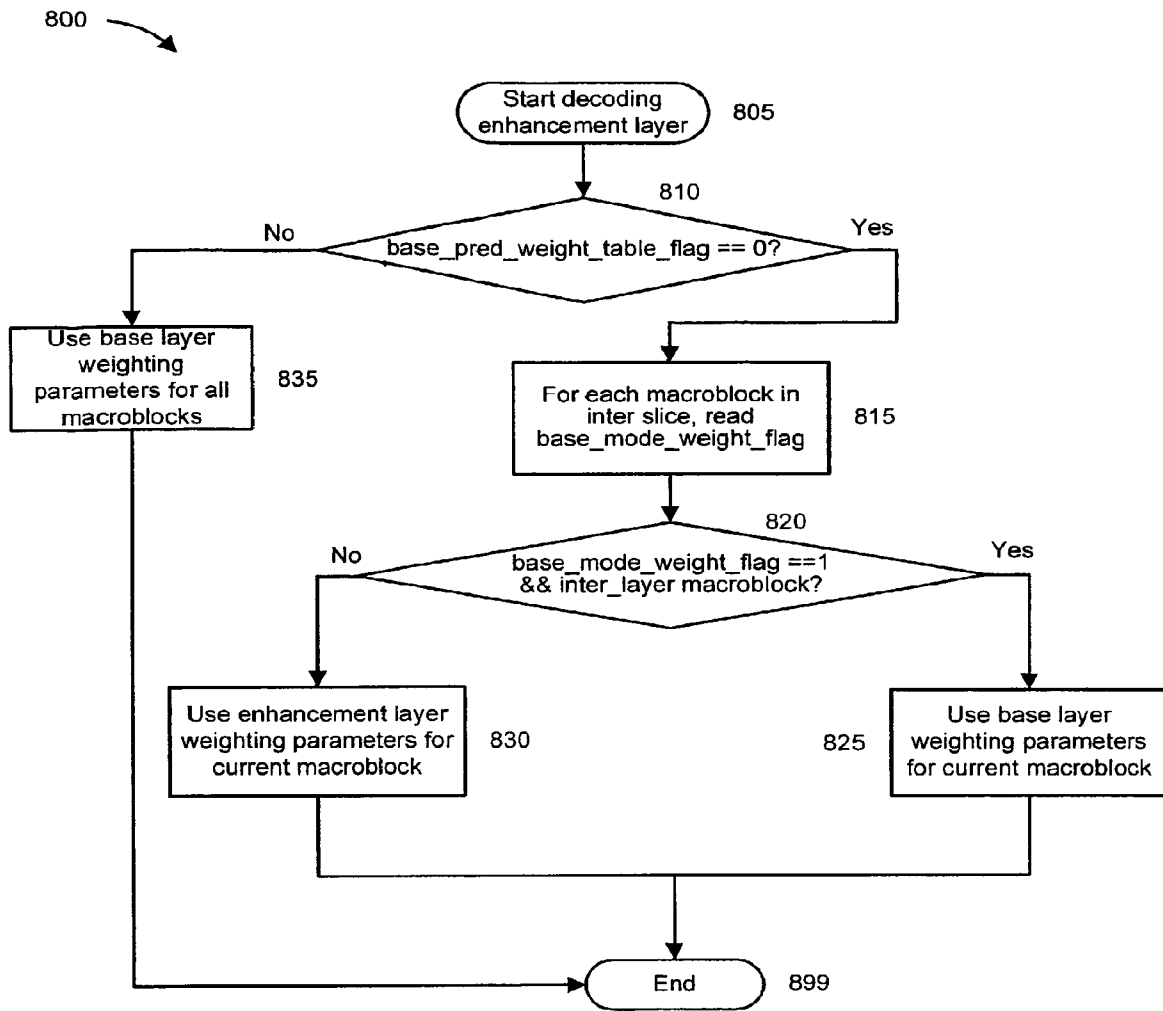 800
Start decoding
enhancement layer
805
810
No
Yes
base_pred_weight_table_flag == 0?
Use base layer
weighting
parameters for all
macroblocks
835
For each macroblock in
inter slice, read
base_mode_weight_flag
815
820
No
Yes
base_mode_weight_flag ==1
&& inter_layer macroblock?
Use enhancement layer
weighting parameters for
current macroblock
830
825
Use base layer
weighting parameters
for current macroblock
End
899